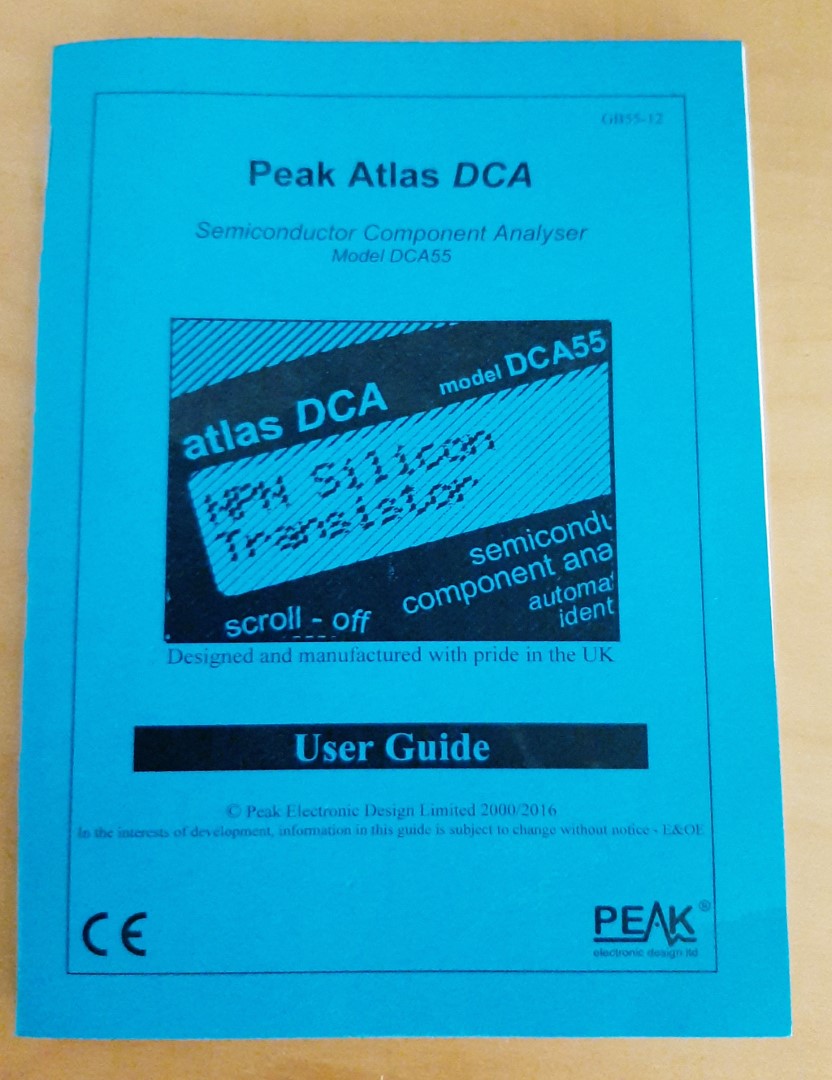 GB55-12
Peak Atlas DCA
Semiconductor Component Analyser
Model DCA55
atlas DCA
model DCA55
NPN Silicon
Transistor
semicondu
component ana
automa
ident
scroll - off
Designed and manufactured with pride in the UK
User Guide
© Peak Electronic Design Limited 2000/2016
In the interests of development, information in this guide is subject to change without notice - E&OE
CE
PEAK®
electronic design ltd